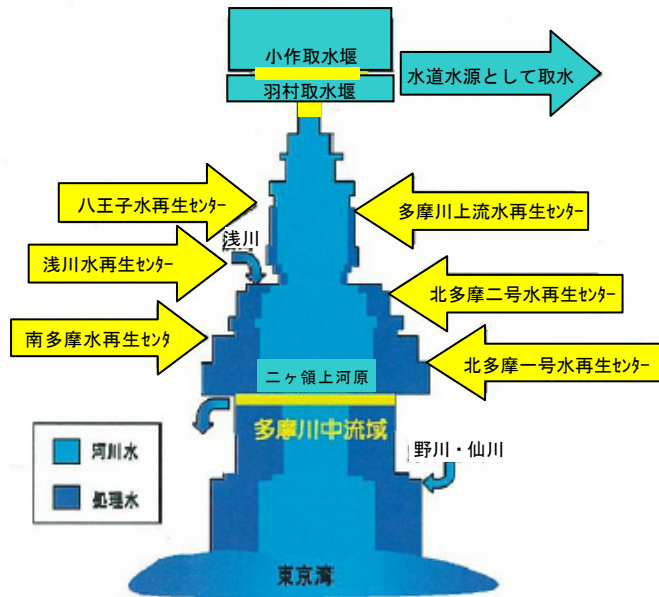 小作取水堰
水道水源として取水
羽村取水堰
八王子水再生センター
多摩川上流水再生センター
浅川
浅川水再生センター
北多摩二号水再生センター
南多摩水再生センタ
北多摩一号水再生センター
二ヶ領上河原
多摩川中流域
野川・仙川
河川水
処理水
東京湾